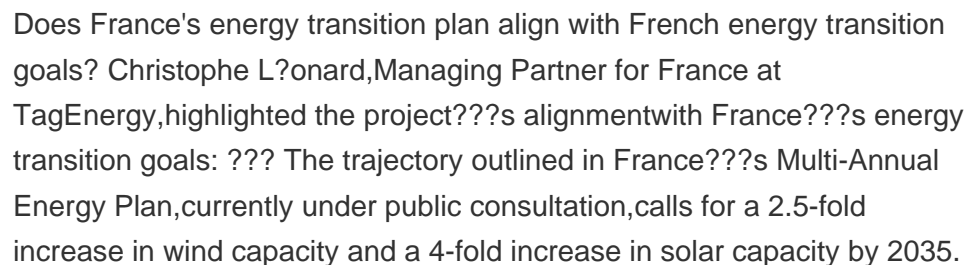 Does France's energy transition plan align with French energy transition
goals? Christophe L?onard,Managing Partner for France at
TagEnergy,highlighted the project???s alignmentwith France???s energy
transition goals: ??? The trajectory outlined in France???s Multi-Annual
Energy Plan,currently under public consultation,calls for a 2.5-fold
increase in wind capacity and a 4-fold increase in solar capacity by 2035.